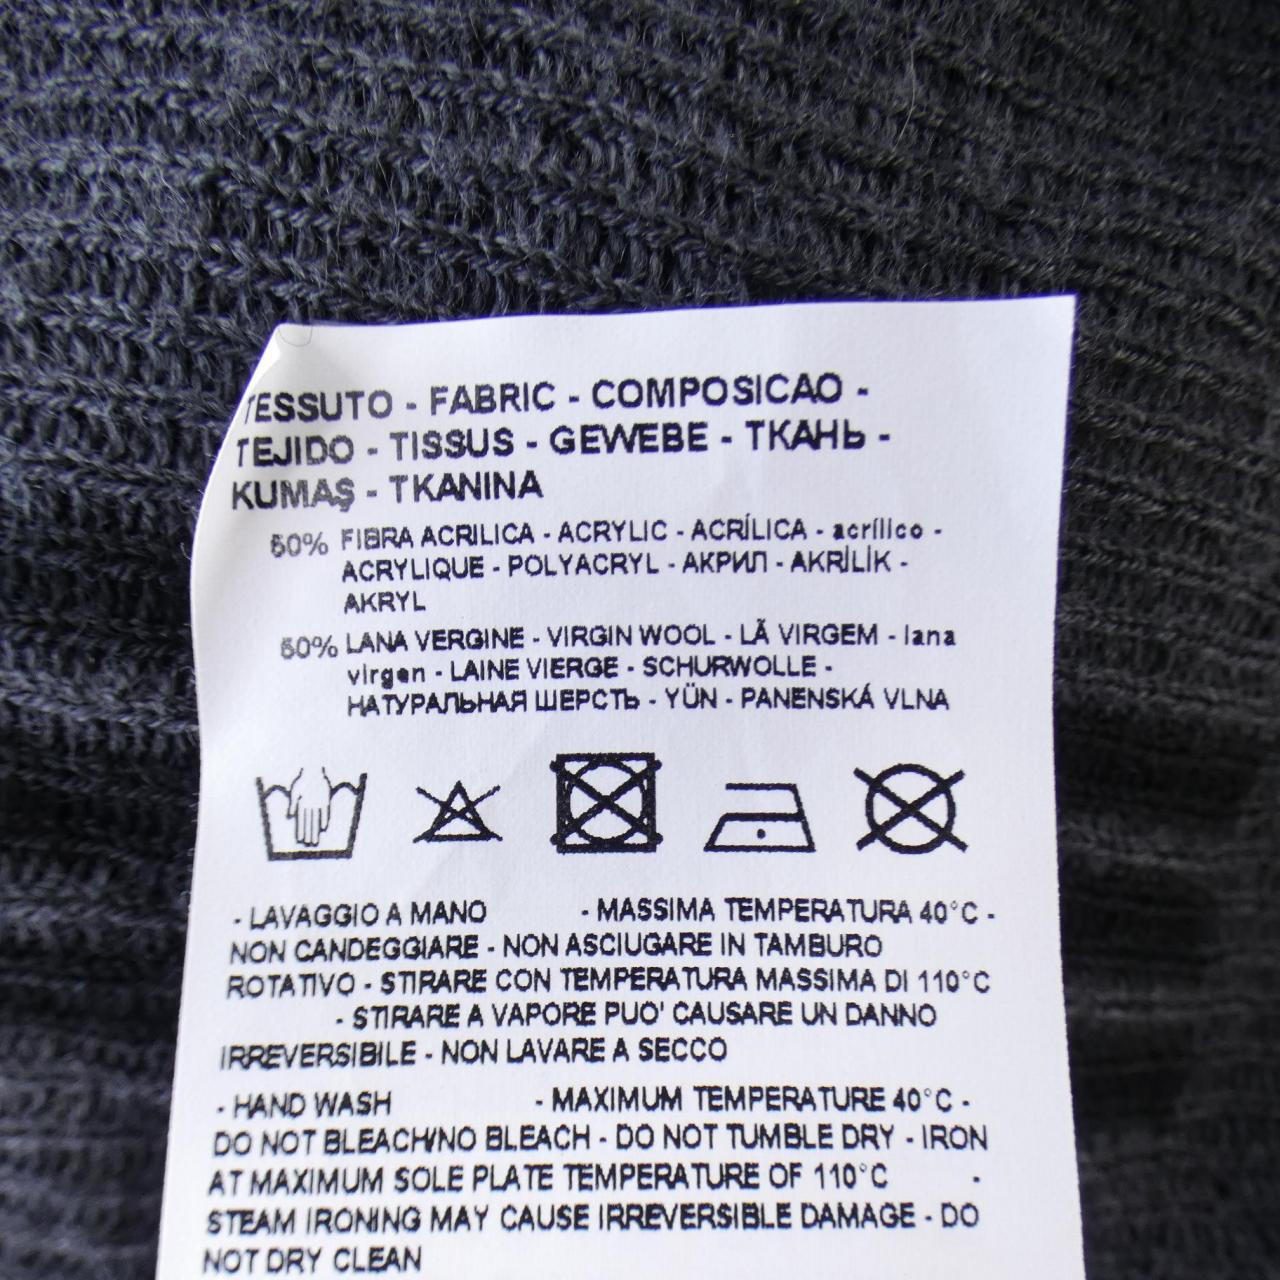 TESSUTO - FABRIC - COMPOSICAO -
TEJIDO - TISSUS - GEWEBE - ТКАНЬ -
KUMAŞ - TKANINA
50% FIBRA ACRILICA - ACRYLIC - ACRÍLICA - acrílico -
ACRYLIQUE - POLYACRYL - АКРИЛ - AKRİLİK -
AKRYL
50% LANA VERGINE - VIRGIN WOOL - LÃ VIRGEM - lana
virgen - LAINE VIERGE - SCHURWOLLE -
НАТУРАЛЬНАЯ ШЕРСТЬ - YÜN - PANENSKÁ VLNA
- LAVAGGIO A MANO - MASSIMA TEMPERATURA 40°C -
NON CANDEGGIARE - NON ASCIUGARE IN TAMBURO
ROTATIVO - STIRARE CON TEMPERATURA MASSIMA DI 110°C
- STIRARE A VAPORE PUO' CAUSARE UN DANNO
IRREVERSIBILE - NON LAVARE A SECCO
- HAND WASH - MAXIMUM TEMPERATURE 40°C -
DO NOT BLEACH/NO BLEACH - DO NOT TUMBLE DRY - IRON
AT MAXIMUM SOLE PLATE TEMPERATURE OF 110°C -
STEAM IRONING MAY CAUSE IRREVERSIBLE DAMAGE - DO
NOT DRY CLEAN